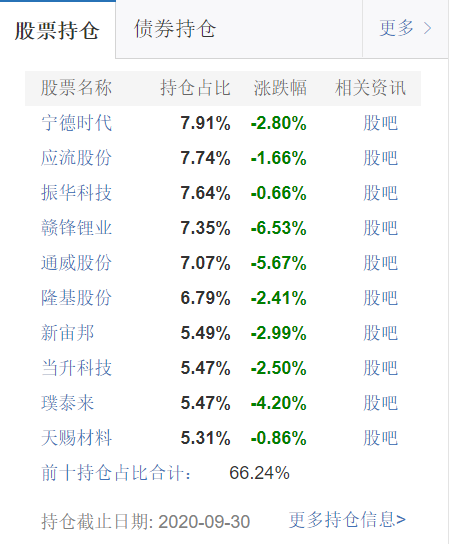 股票持仓 债券持仓 更多 >
股票名称 持仓占比 涨跌幅 相关资讯
宁德时代 7.91% -2.80% 股吧
应流股份 7.74% -1.66% 股吧
振华科技 7.64% -0.66% 股吧
赣锋锂业 7.35% -6.53% 股吧
通威股份 7.07% -5.67% 股吧
隆基股份 6.79% -2.41% 股吧
新宙邦 5.49% -2.99% 股吧
当升科技 5.47% -2.50% 股吧
璞泰来 5.47% -4.20% 股吧
天赐材料 5.31% -0.86% 股吧
前十持仓占比合计： 66.24%
持仓截止日期: 2020-09-30 更多持仓信息>